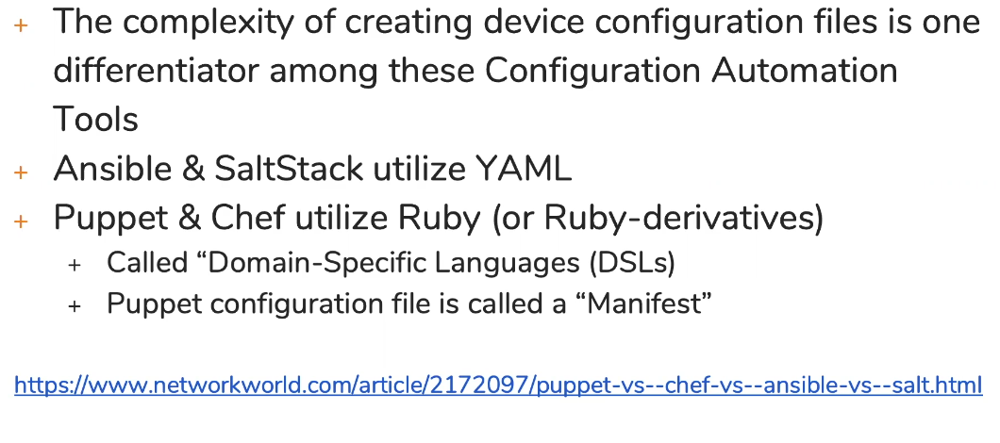 + The complexity of creating device configuration files is one
differentiator among these Configuration Automation
Tools
+ Ansible & SaltStack utilize YAML
+ Puppet & Chef utilize Ruby (or Ruby-derivatives)
+ Called “Domain-Specific Languages (DSLs)
+ Puppet configuration file is called a “Manifest”
https://www.networkworld.com/article/2172097/puppet-vs--chef-vs--ansible-vs--salt.html